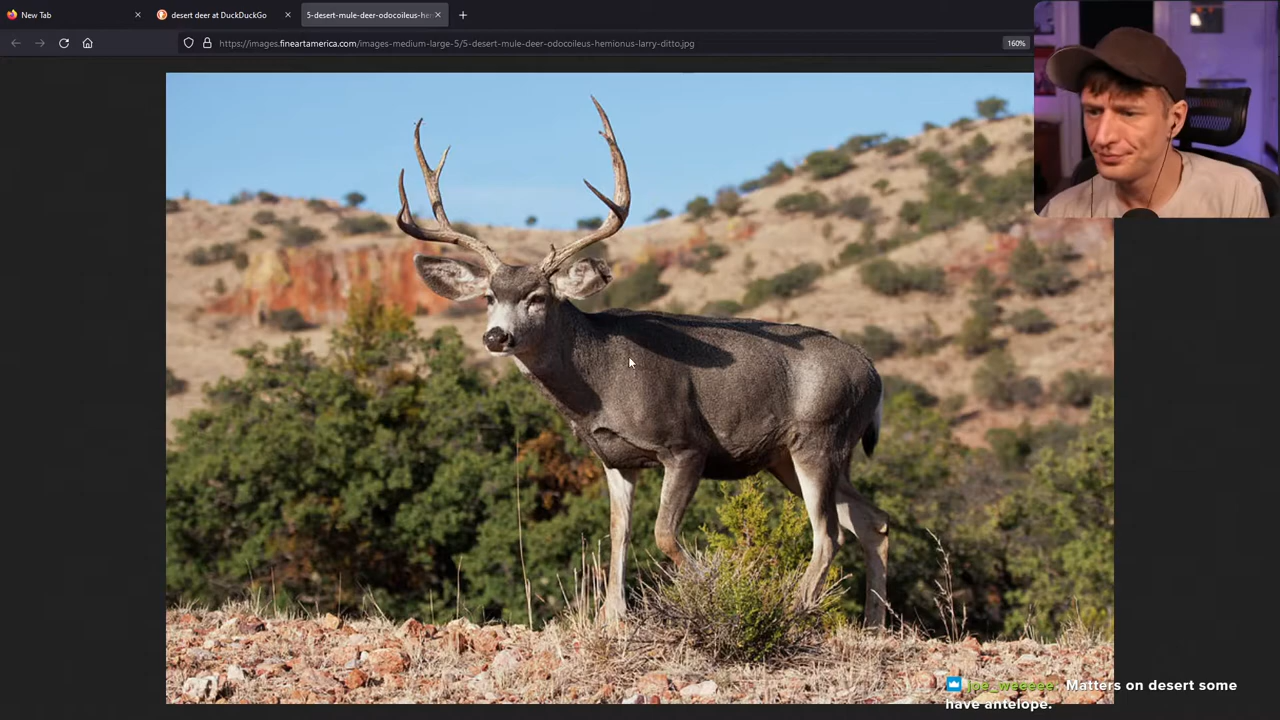 New Tab
desert deer at DuckDuckGo
5-desert-mule-deer-odocoileus-he
https://images.fineartamerica.com/images-medium-large-5/5-desert-mule-deer-odocoileus-hemionus-larry-ditto.jpg
160%
joe_weeeee: Matters on desert some
have antelope.